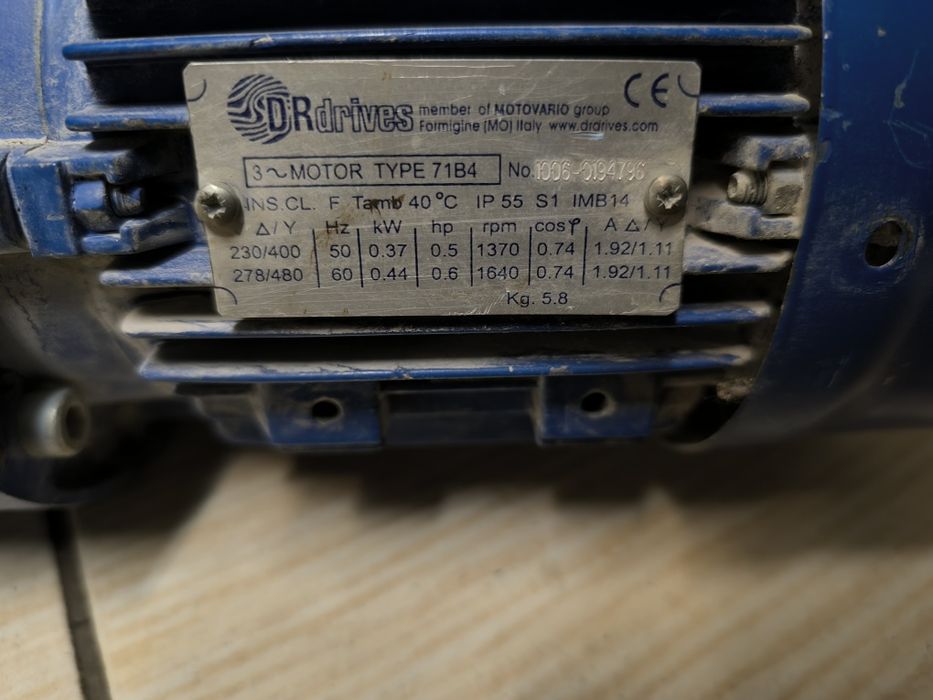 DR drives member of MOTOVARIO group CE
Formigine (MO) Italy www.drdrives.com
3~MOTOR TYPE 71B4 No. 1006-0194796
INS.CL. F Tamb 40 °C IP 55 S1 IMB14
Δ/Y Hz kW hp rpm cosφ A Δ/Y
230/400 50 0.37 0.5 1370 0.74 1.92/1.11
278/480 60 0.44 0.6 1640 0.74 1.92/1.11
Kg. 5.8